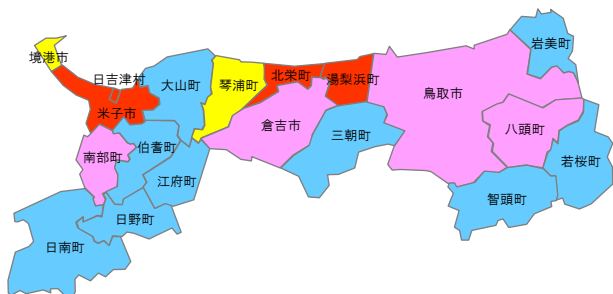 岩美町
境港市
日吉津村
大山町
琴浦町
北栄町
湯梨浜町
鳥取市
米子市
倉吉市
三朝町
八頭町
伯耆町
南部町
若桜町
江府町
智頭町
日野町
日南町